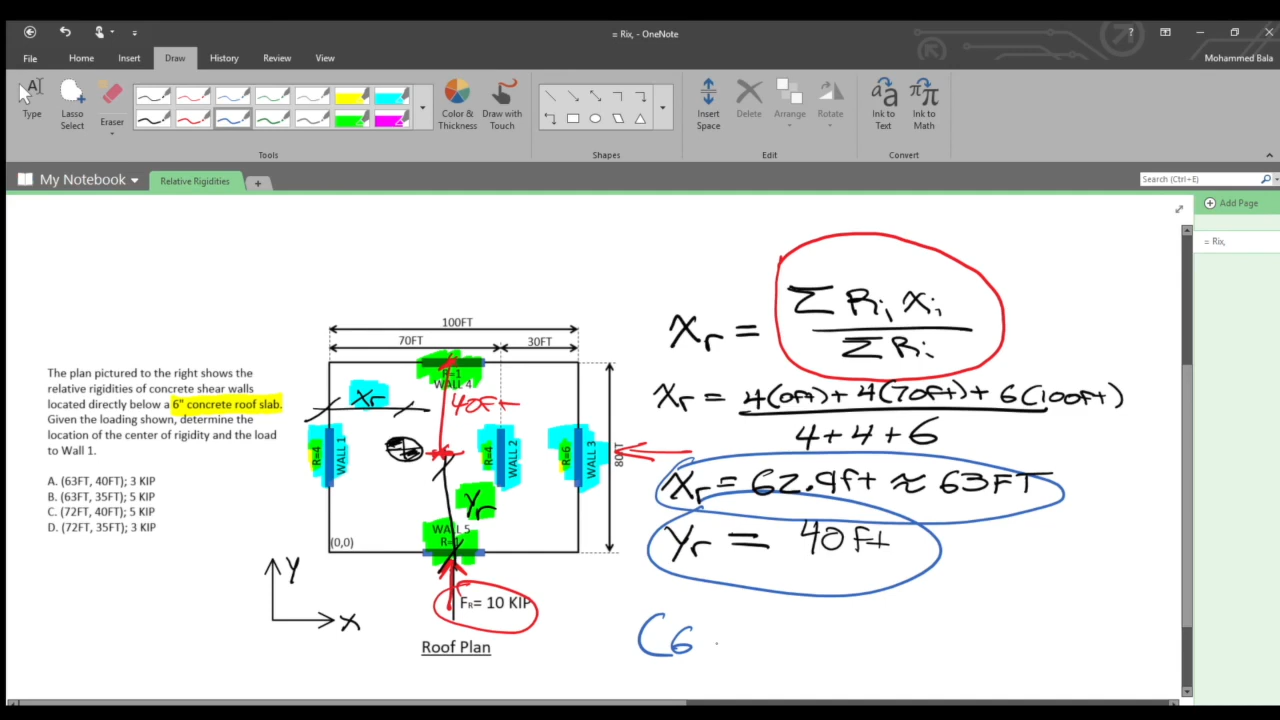 = Rix, - OneNote
?
File
Home
Insert
Draw
History
Review
View
Mohammed Bala
Type
Lasso Select
Eraser
Color & Thickness
Draw with Touch
Insert Space
Delete
Arrange
Rotate
Ink to Text
Ink to Math
Tools
Shapes
Edit
Convert
My Notebook
Relative Rigidities
Search (Ctrl+E)
Add Page
= Rix,
The plan pictured to the right shows the
relative rigidities of concrete shear walls
located directly below a 6" concrete roof slab.
Given the loading shown, determine the
location of the center of rigidity and the load
to Wall 1.
A. (63FT, 40FT); 3 KIP
B. (63FT, 35FT); 5 KIP
C. (72FT, 40FT); 5 KIP
D. (72FT, 35FT); 3 KIP
100FT
70FT
30FT
R=1
WALL 4
Xr
40ft
R=4
WALL 1
R=4
WALL 2
R=6
WALL 3
80FT
Yr
WALL 5
R=1
(0,0)
Y
X
FR= 10 KIP
Roof Plan
Xr = Σ Ri Xi
Σ Ri
Xr = 4(0ft) + 4(70ft) + 6(100ft)
4 + 4 + 6
Xr = 62.9ft ≈ 63FT
Yr = 40ft
(6